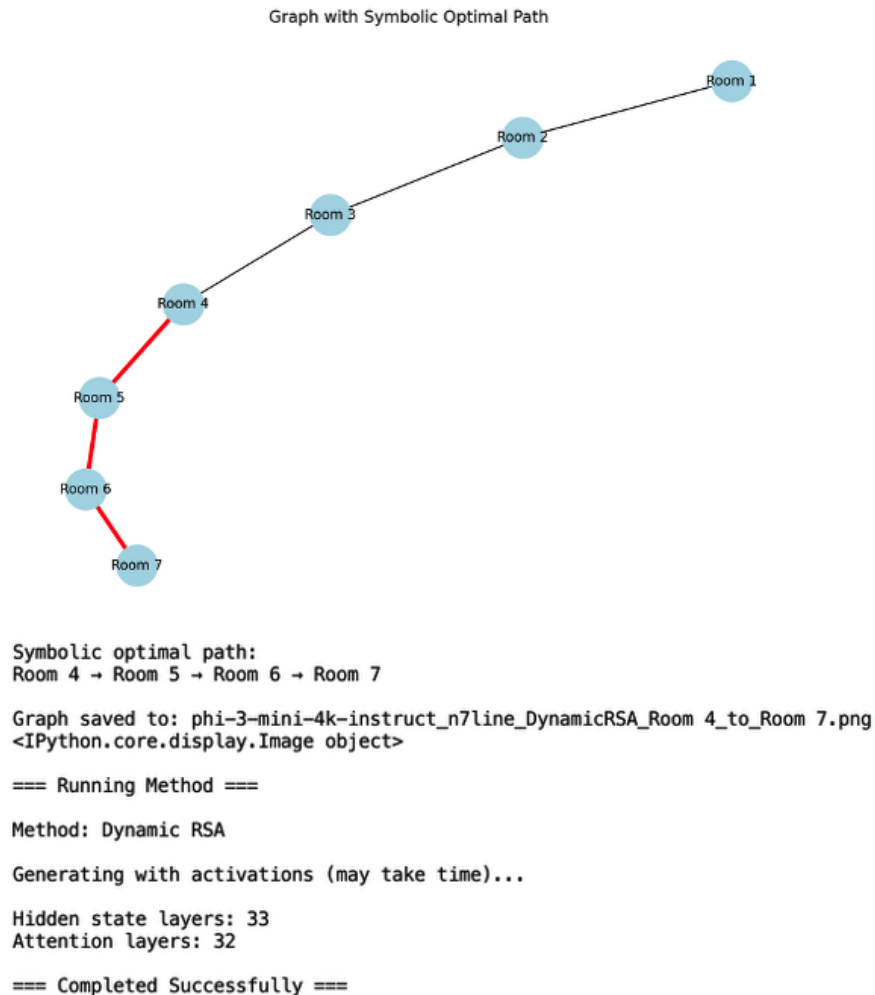 Graph with Symbolic Optimal Path
Room 1
Room 2
Room 3
Room 4
Room 5
Room 6
Room 7
Symbolic optimal path:
Room 4 → Room 5 → Room 6 → Room 7
Graph saved to: phi-3-mini-4k-instruct_n7line_DynamicRSA_Room 4_to_Room 7.png
<IPython.core.display.Image object>
=== Running Method ===
Method: Dynamic RSA
Generating with activations (may take time)...
Hidden state layers: 33
Attention layers: 32
=== Completed Successfully ===